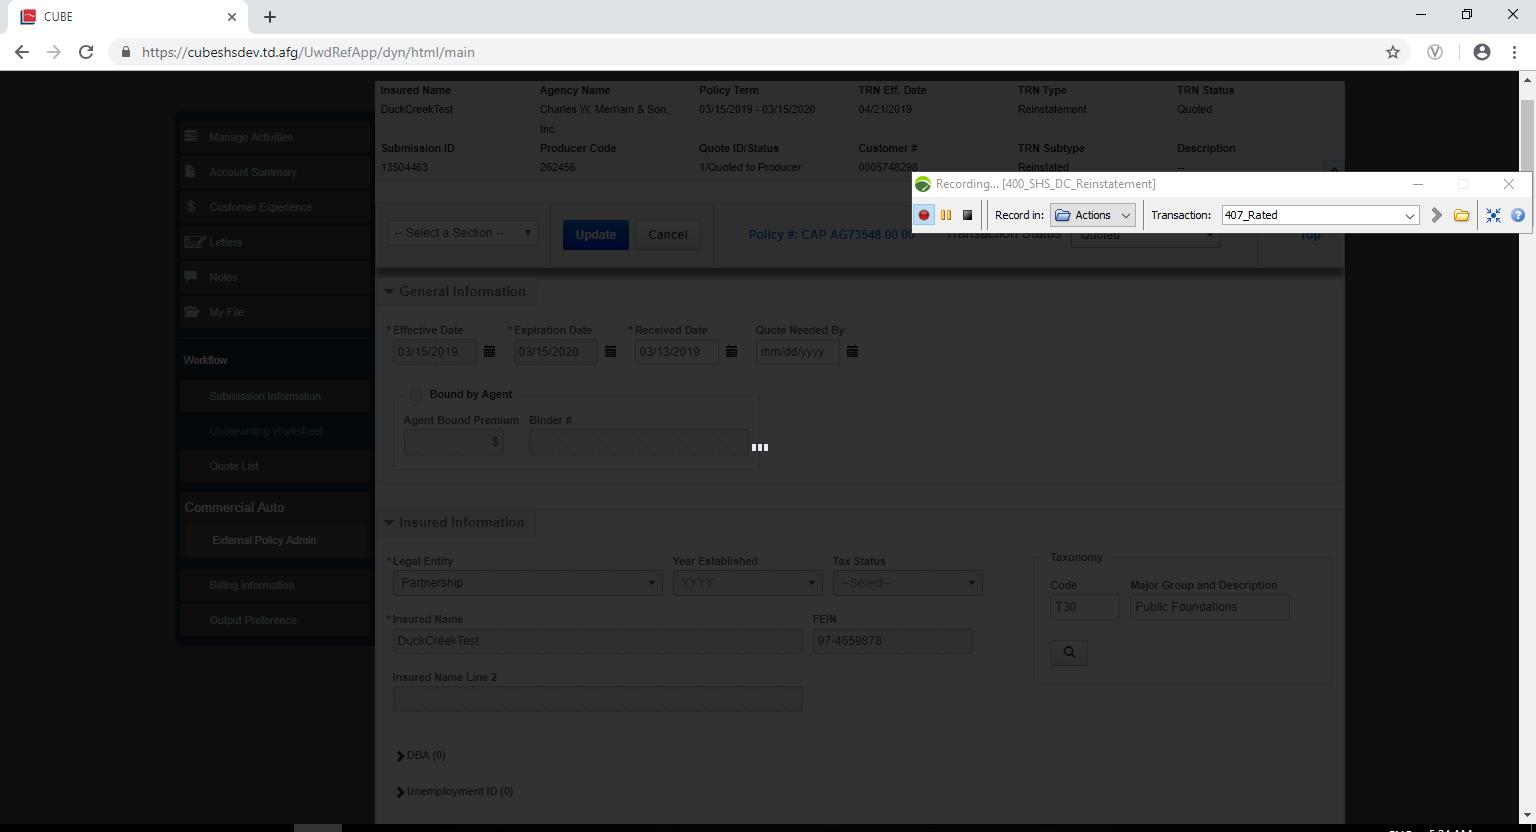 CUBE
https://cubeshsdev.td.afg/UwdRefApp/dyn/html/main
Insured Name Agency Name Policy Term TRN Eff. Date TRN Type TRN Status
DuckCreekTest Charles W. Merriam & Son, 03/15/2019 - 03/15/2020 04/21/2019 Reinstatement Quoted
Inc.
Submission ID Producer Code Quote ID/Status Customer # TRN Subtype Description
13504463 262456 1/Quoted to Producer 0005748298 Reinstated --
Recording... [400_SHS_DC_Reinstatement]
Record in: Actions Transaction: 407_Rated
-- Select a Section -- Update Cancel Policy #: CAP AG73548 00 00 Transaction Status Quoted Top
Manage Activities
Account Summary
$ Customer Experience
Letters
Notes
My File
Workflow
Submission Information
Underwriting Worksheet
Quote List
Commercial Auto
External Policy Admin
Billing Information
Output Preference
General Information
* Effective Date * Expiration Date * Received Date Quote Needed By
03/15/2019 03/15/2020 03/13/2019 mm/dd/yyyy
Bound by Agent
Agent Bound Premium Binder #
$
Insured Information
* Legal Entity Year Established Tax Status
Partnership YYYY --Select--
* Insured Name FEIN
DuckCreekTest 97-4659878
Insured Name Line 2
Taxonomy
Code Major Group and Description
T30 Public Foundations
DBA (0)
Unemployment ID (0)